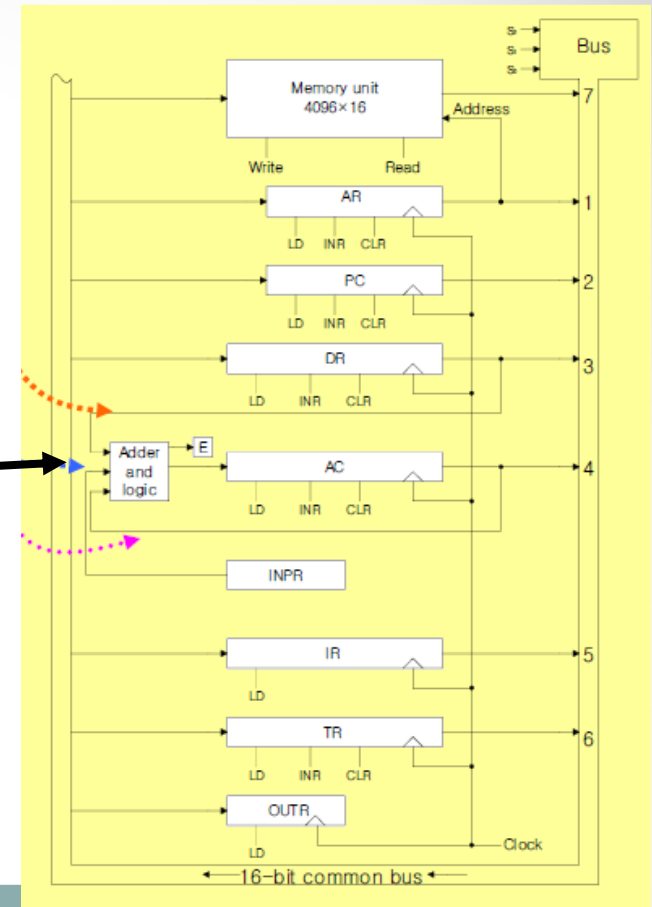 S
S
S
Bus
Memory unit
4096×16
7
Address
Write Read
AR
1
LD INR CLR
PC
2
LD INR CLR
DR
3
LD INR CLR
E
Adder
and
logic
AC
4
LD INR CLR
INPR
IR
5
LD
TR
6
LD INR CLR
OUTR
LD
Clock
16-bit common bus